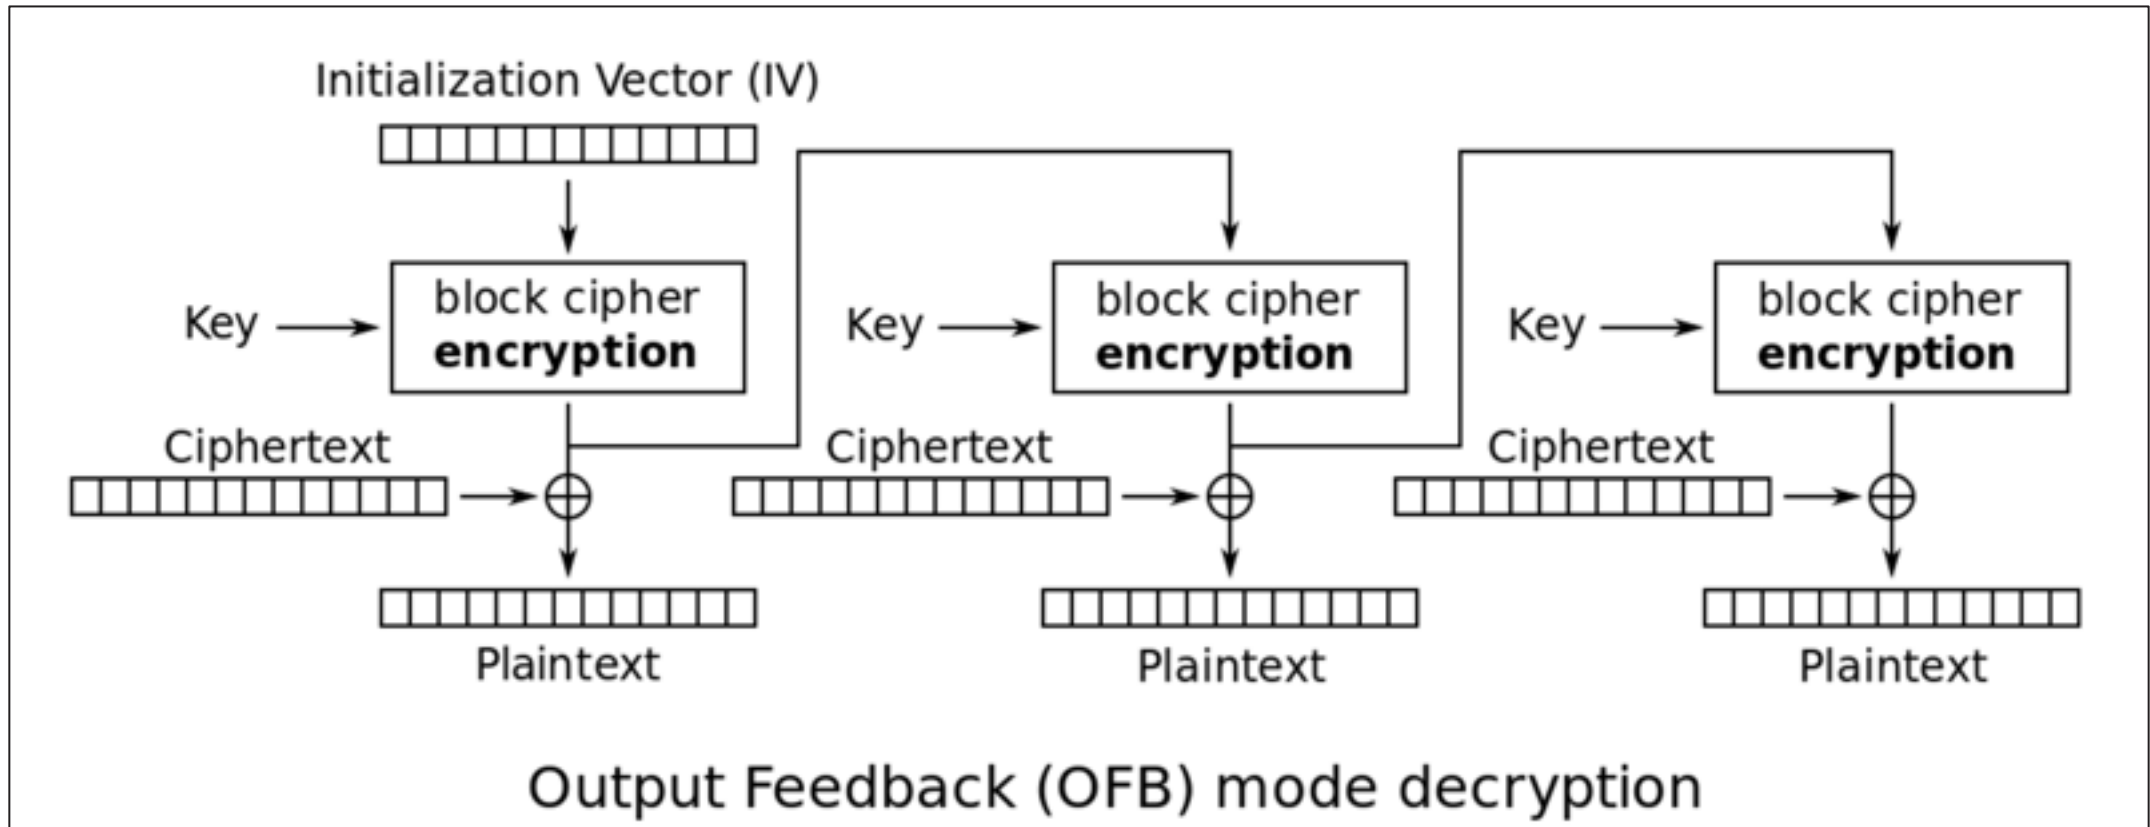 Initialization Vector (IV)
Key
block cipher
encryption
Key
block cipher
encryption
Key
block cipher
encryption
Ciphertext
Ciphertext
Ciphertext
Plaintext
Plaintext
Plaintext
Output Feedback (OFB) mode decryption